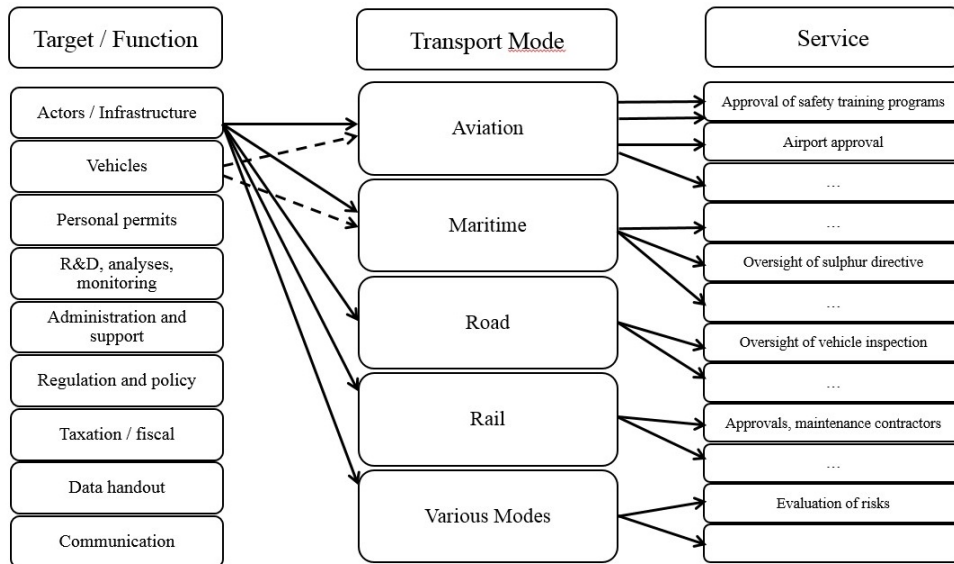 Target / Function
Transport Mode
Service
Actors / Infrastructure
Vehicles
Personal permits
R&D, analyses,
monitoring
Administration and
support
Regulation and policy
Taxation / fiscal
Data handout
Communication
Aviation
Maritime
Road
Rail
Various Modes
Approval of safety training programs
Airport approval
...
...
Oversight of sulphur directive
...
Oversight of vehicle inspection
...
Approvals, maintenance contractors
...
Evaluation of risks